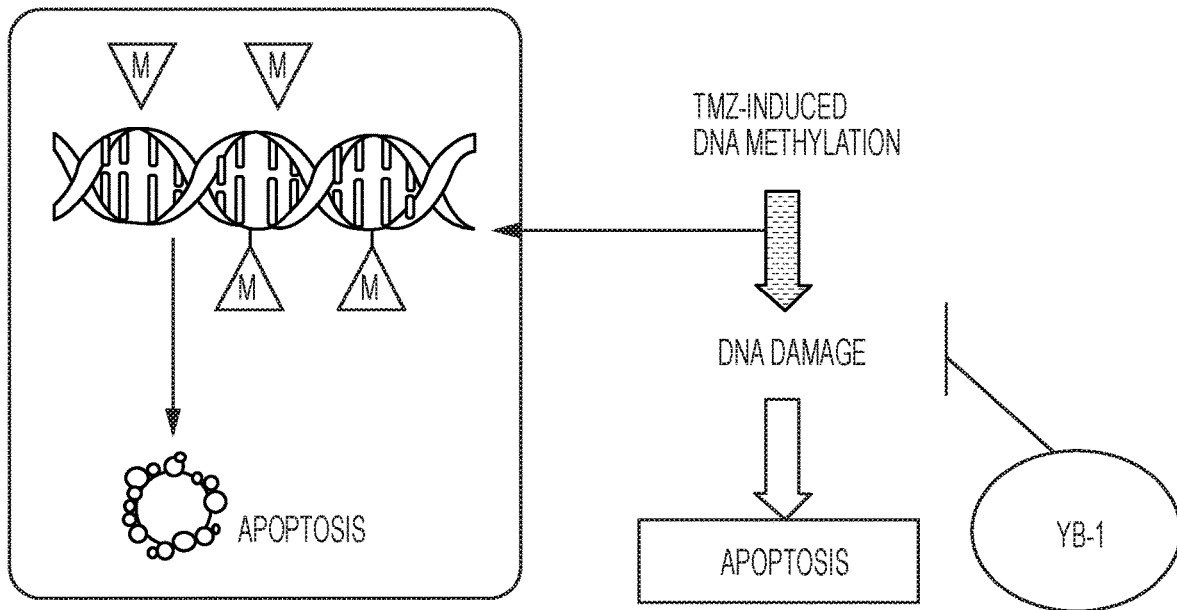 M
M
TMZ-INDUCED
DNA METHYLATION
M
M
DNA DAMAGE
APOPTOSIS
APOPTOSIS
YB-1